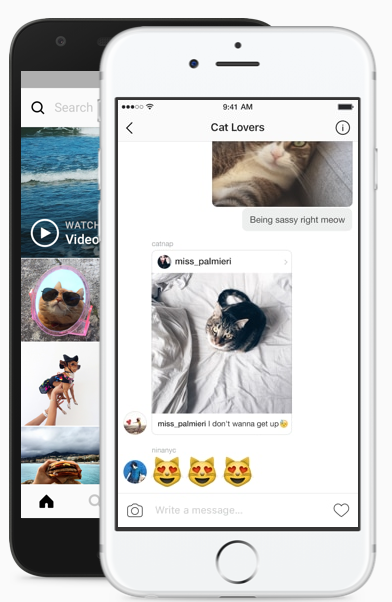 Search
WATCH
Video
9:41 AM
Cat Lovers
Being sassy right meow
catnap
miss_palmieri
miss_palmieri I don't wanna get up😴
ninanyc
😻 😻 😻
Write a message...